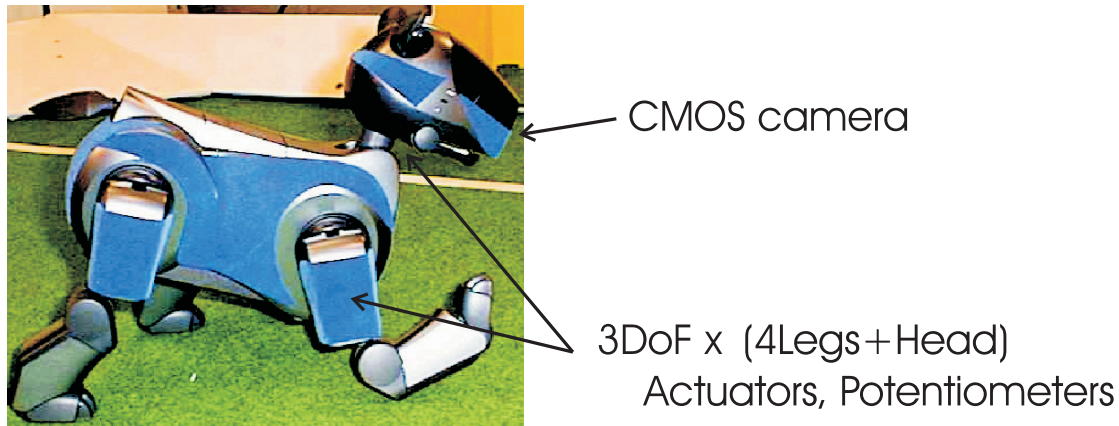 CMOS camera
3DoF x (4Legs+Head)
Actuators, Potentiometers